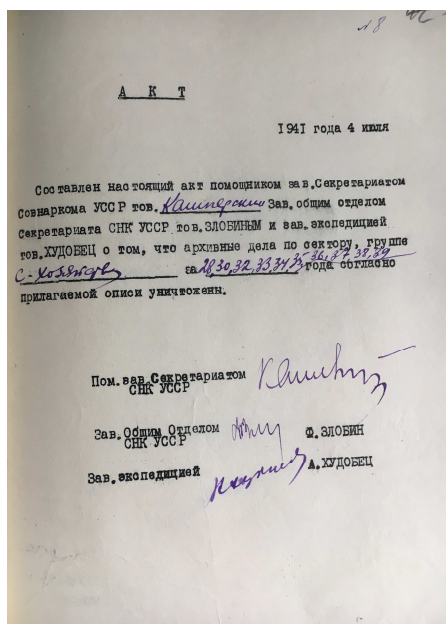 N 8
А К Т
1941 года 4 июля
Составлен настоящий акт помощником зав.Секретариатом
Совнаркома УССР тов. Зав. общим отделом
Секретариата СНК УССР тов.ЗЛОБИНЫМ и зав.экспедицией
тов.ХУДОБЕЦ о том, что архивные дела по сектору, группе
за 28,30,32,33,34,35,36,37,38,39 года согласно
прилагаемой описи уничтожены.
Пом.зав.Секретариатом
СНК УССР
Зав.Общим Отделом
СНК УССР
Ф.ЗЛОБИН
Зав.экспедицией
А.ХУДОБЕЦ